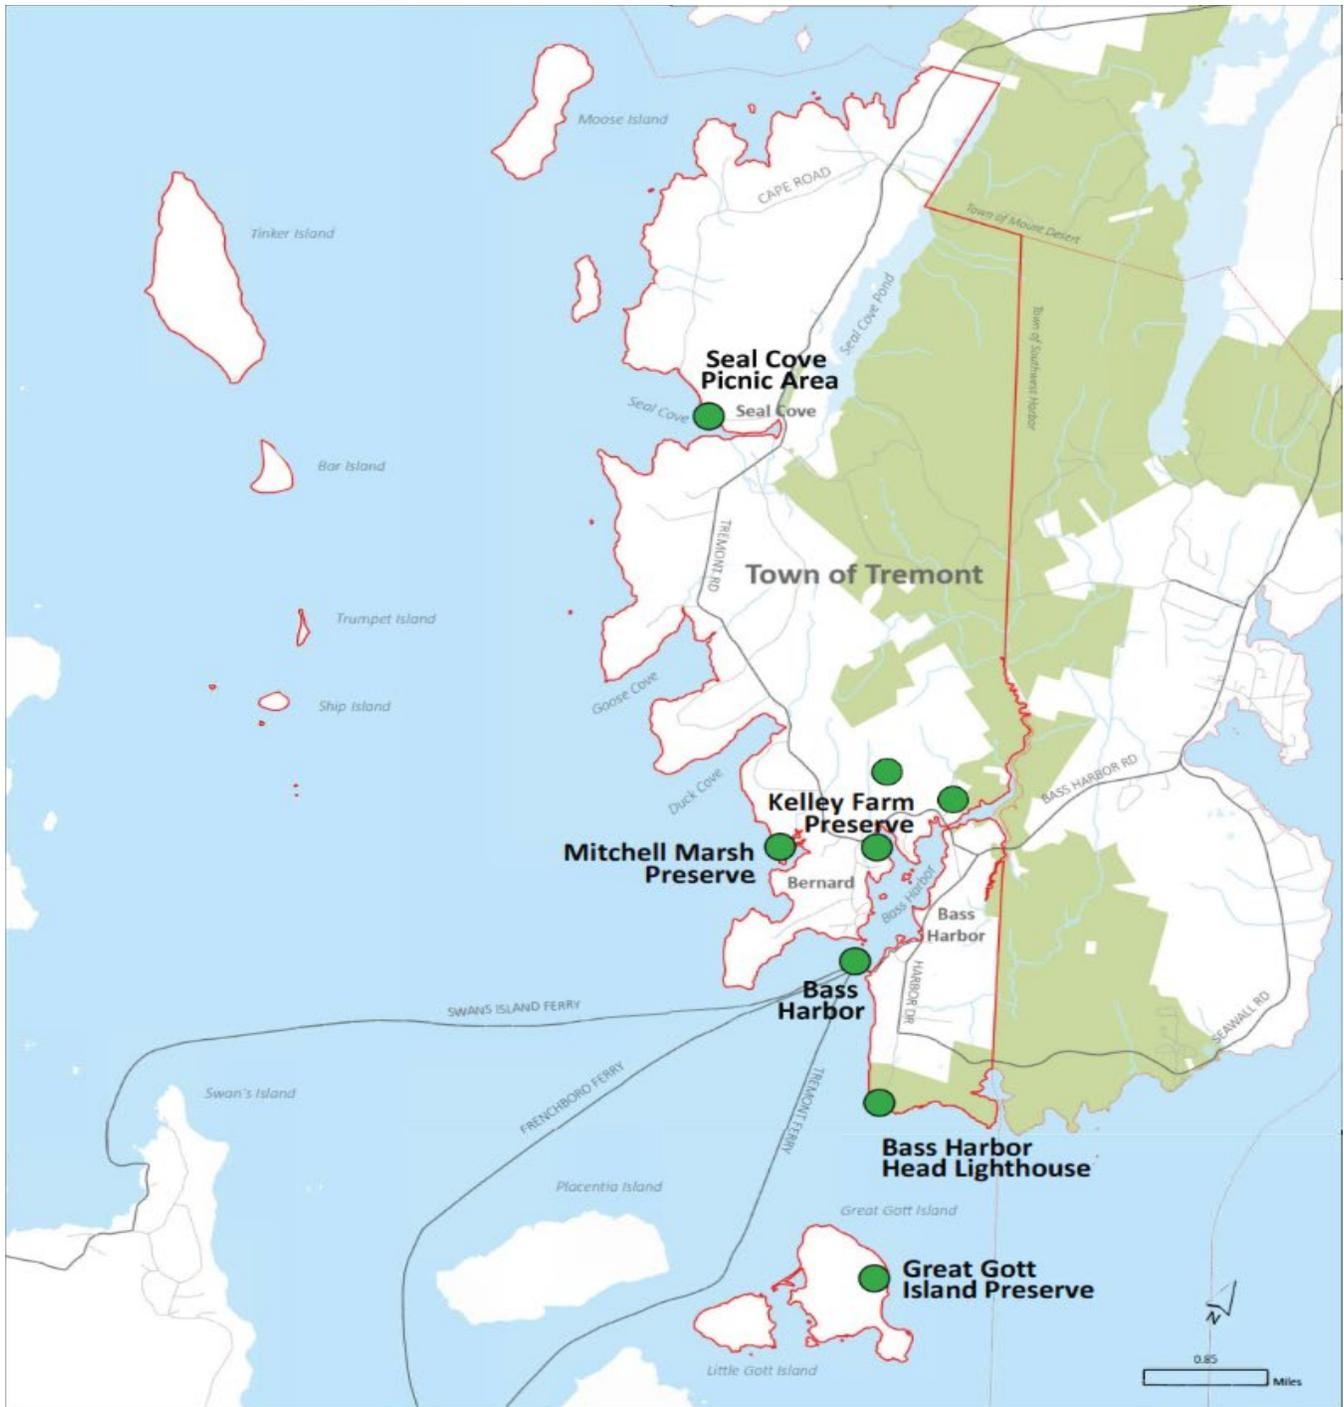 Moose Island
CAPE ROAD
Town of Mount Desert
Tinker Island
Seal Cove Pond
Town of Southwest Harbor
Seal Cove
Picnic Area
Seal Cove
Seal Cove
Bar Island
TREMONT RD
Town of Tremont
Trumpet Island
Goose Cove
Ship Island
Duck Cove
BASS HARBOR RD
Kelley Farm
Preserve
Mitchell Marsh
Preserve
Bernard
Bass Harbor
Bass
Harbor
HARBOR DR
Bass
Harbor
SWANS ISLAND FERRY
SEAWALL RD
Swan's Island
FRENCHBORO FERRY
TREMONT FERRY
Bass Harbor
Head Lighthouse
Placentia Island
Great Gott Island
Great Gott
Island Preserve
N
Little Gott Island
0.85
Miles